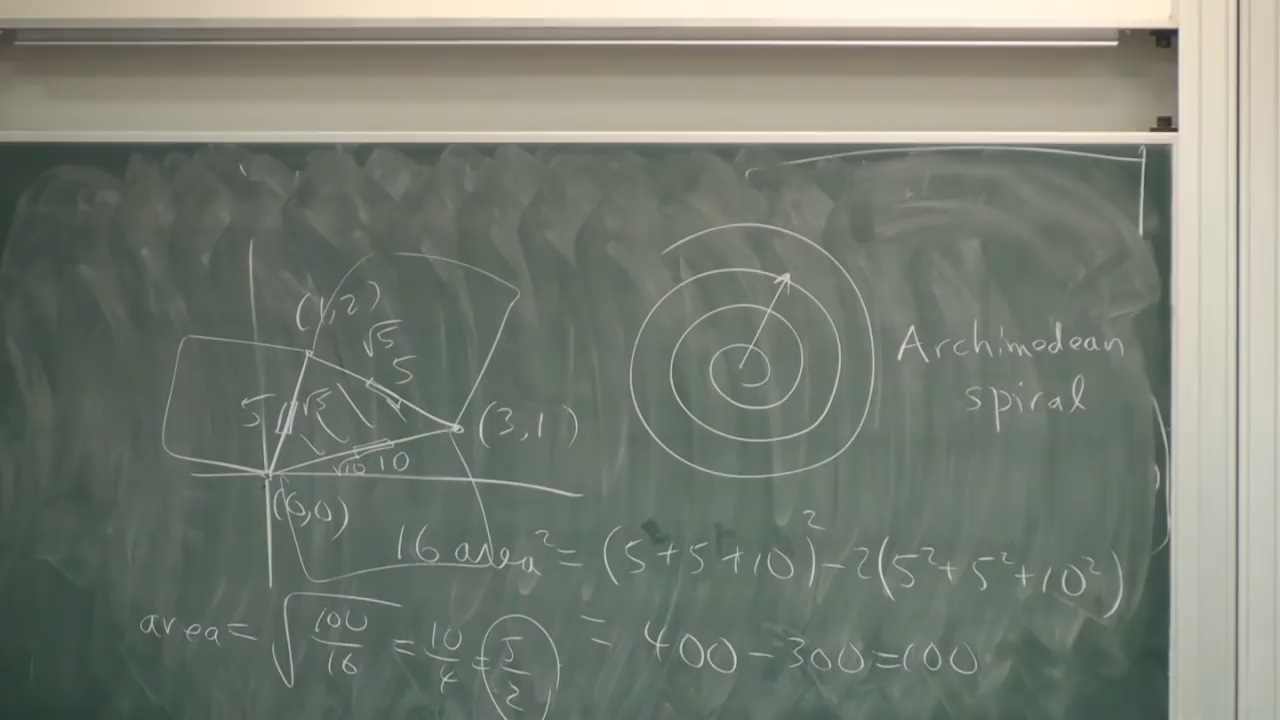 (1,2)
√5
5
5
√5
(3,1)
√10 10
(0,0)
Archimedean
spiral
16 area² = (5+5+10)² - 2(5²+5²+10²)
= 400 - 300 = 100
area = √(100/16) = 10/4 = 5/2